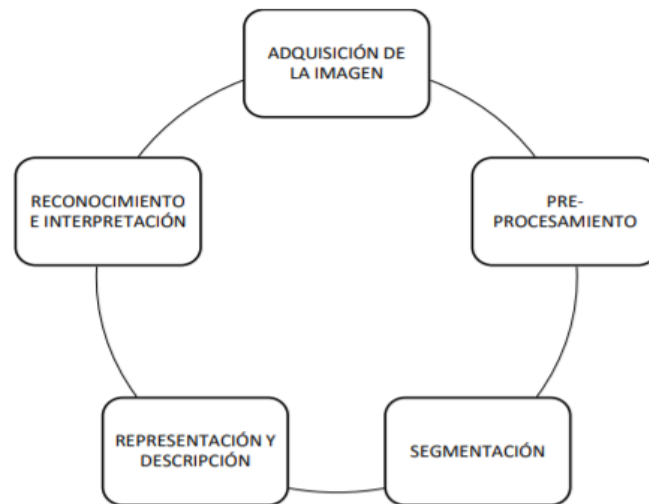 ADQUISICIÓN DE
LA IMAGEN
PRE-
PROCESAMIENTO
SEGMENTACIÓN
REPRESENTACIÓN Y
DESCRIPCIÓN
RECONOCIMIENTO
E INTERPRETACIÓN